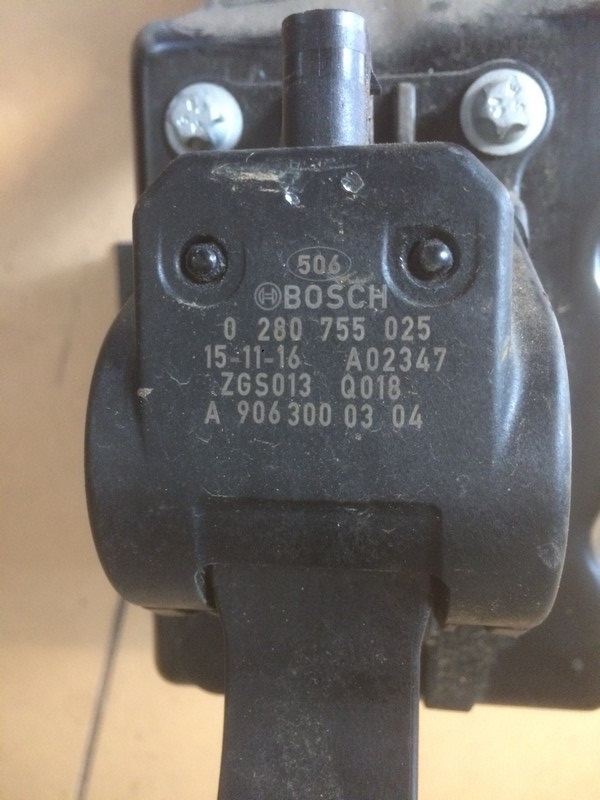 506
BOSCH
0 280 755 025
15-11-16 A02347
ZGS013 Q018
A 906 300 03 04